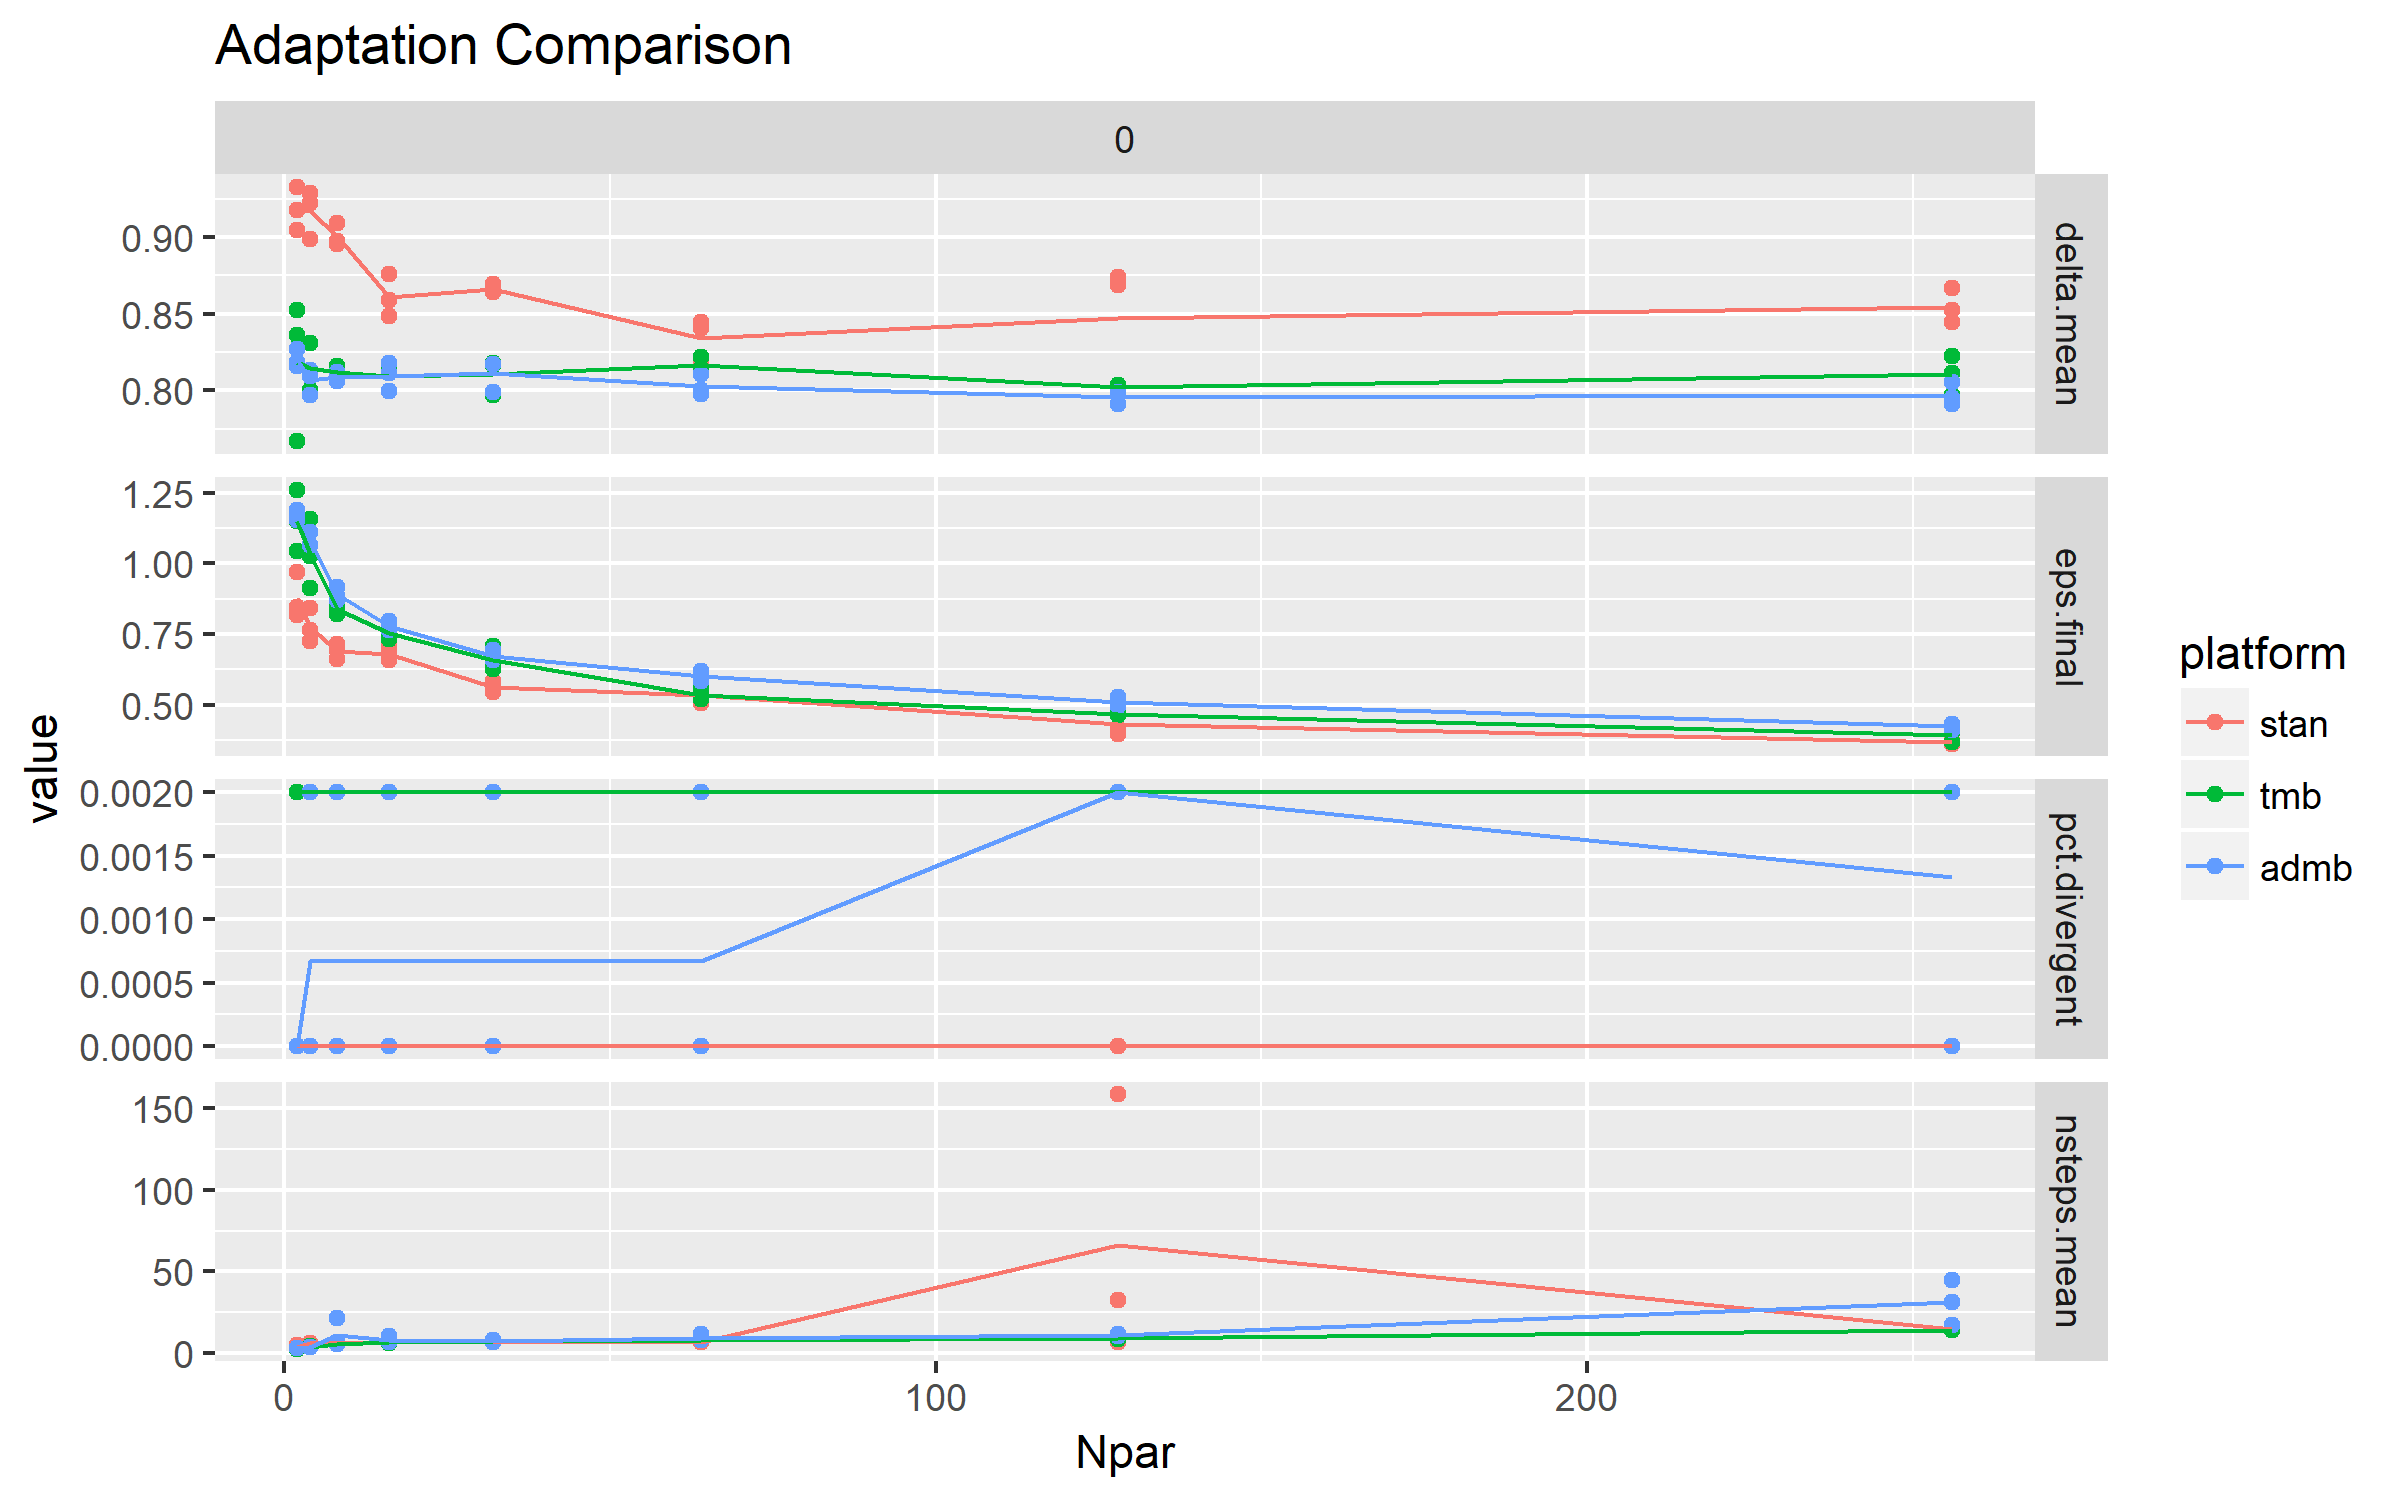 Adaptation Comparison
0
0.90
0.85
0.80
delta.mean
1.25
1.00
0.75
0.50
eps.final
0.0020
0.0015
0.0010
0.0005
0.0000
pct.divergent
150
100
50
0
nsteps.mean
0
100
200
Npar
value
platform
stan
tmb
admb